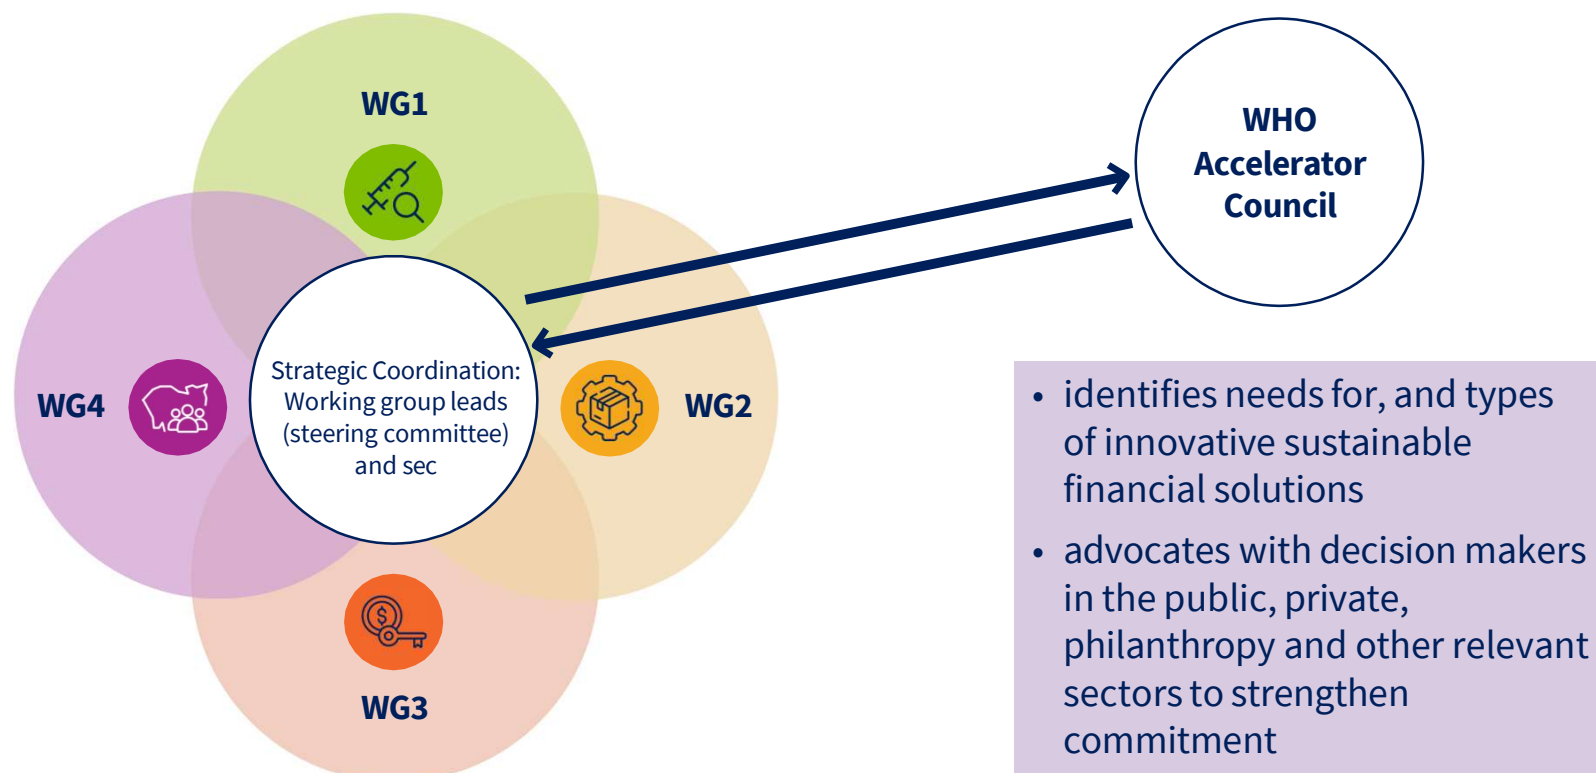 WG1
WHO
Accelerator
Council
WG4
Strategic Coordination:
Working group leads
(steering committee)
and sec
WG2
WG3
• identifies needs for, and types
of innovative sustainable
financial solutions
• advocates with decision makers
in the public, private,
philanthropy and other relevant
sectors to strengthen
commitment